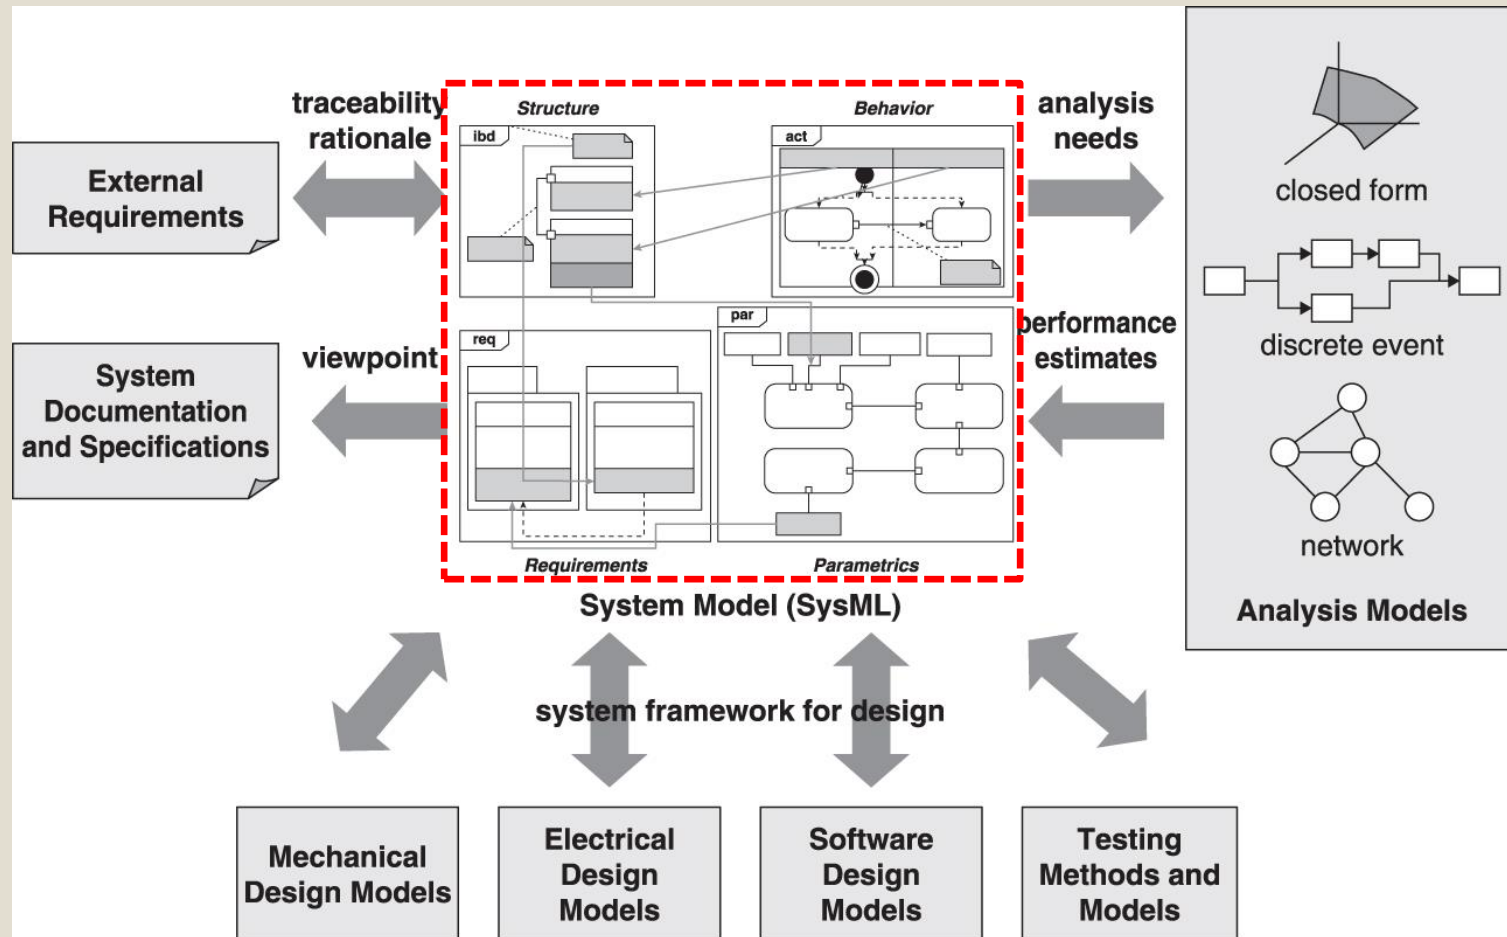 traceability
rationale
Structure
Behavior
analysis
needs
External
Requirements
ibd
act
closed form
discrete event
network
Analysis Models
System
Documentation
and Specifications
viewpoint
req
par
performance
estimates
Requirements
Parametrics
System Model (SysML)
system framework for design
Mechanical
Design Models
Electrical
Design
Models
Software
Design
Models
Testing
Methods and
Models